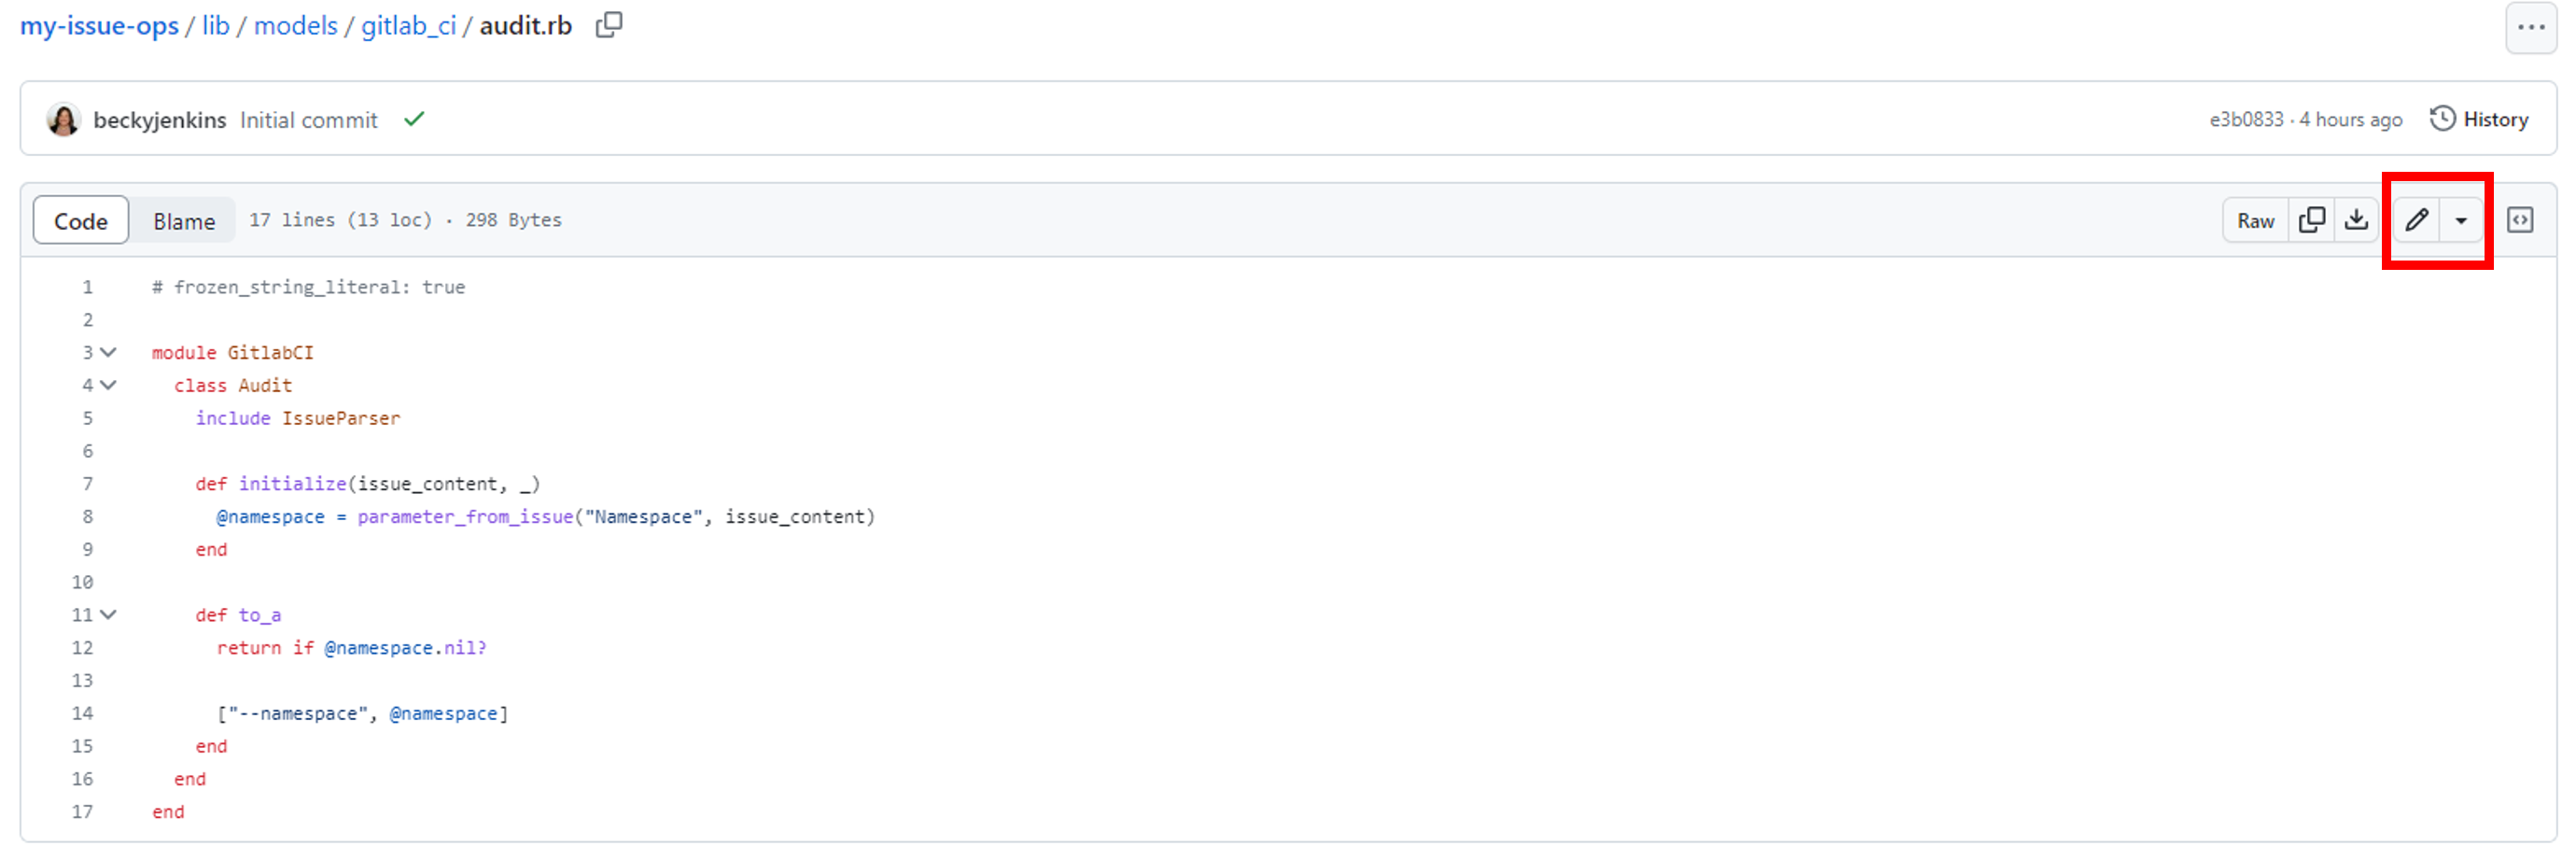 my-issue-ops / lib / models / gitlab_ci / audit.rb
beckyjenkins Initial commit e3b0833 · 4 hours ago History
Code Blame 17 lines (13 loc) · 298 Bytes Raw
1 # frozen_string_literal: true
2
3 module GitlabCI
4   class Audit
5     include IssueParser
6
7     def initialize(issue_content, _)
8       @namespace = parameter_from_issue("Namespace", issue_content)
9     end
10
11     def to_a
12       return if @namespace.nil?
13
14       ["--namespace", @namespace]
15     end
16   end
17 end